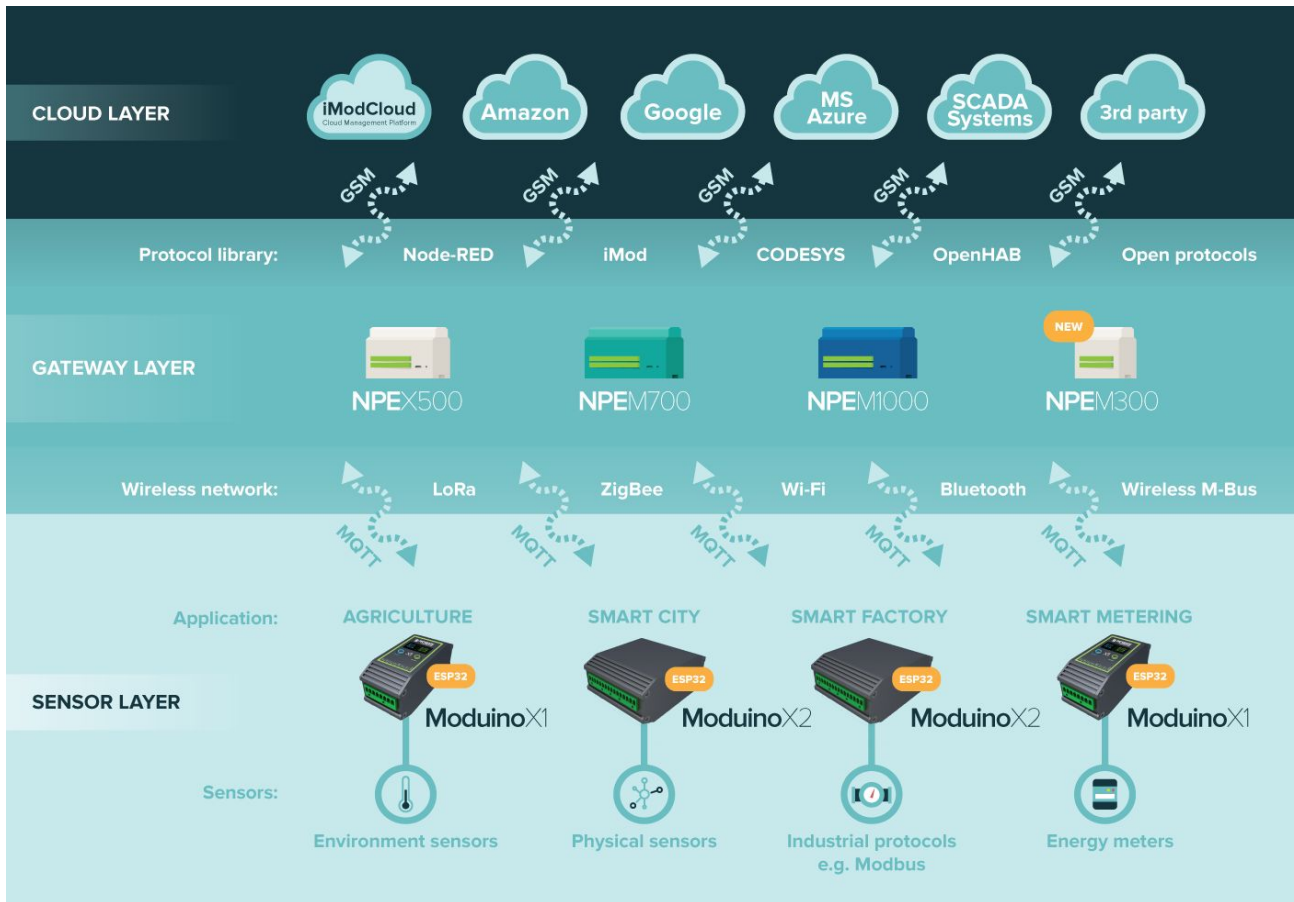 CLOUD LAYER
iModCloud
Cloud Management Platform
Amazon
Google
MS
Azure
SCADA
Systems
3rd party
GSM
GSM
GSM
GSM
GSM
Protocol library:
Node-RED
iMod
CODESYS
OpenHAB
Open protocols
GATEWAY LAYER
NEW
NPEX500
NPEM700
NPEM1000
NPEM300
Wireless network:
LoRa
ZigBee
Wi-Fi
Bluetooth
Wireless M-Bus
MQTT
MQTT
MQTT
MQTT
MQTT
Application:
AGRICULTURE
SMART CITY
SMART FACTORY
SMART METERING
SENSOR LAYER
ESP32
ESP32
ESP32
ESP32
ModuinoX1
ModuinoX2
ModuinoX2
ModuinoX1
Sensors:
Environment sensors
Physical sensors
Industrial protocols
e.g. Modbus
Energy meters